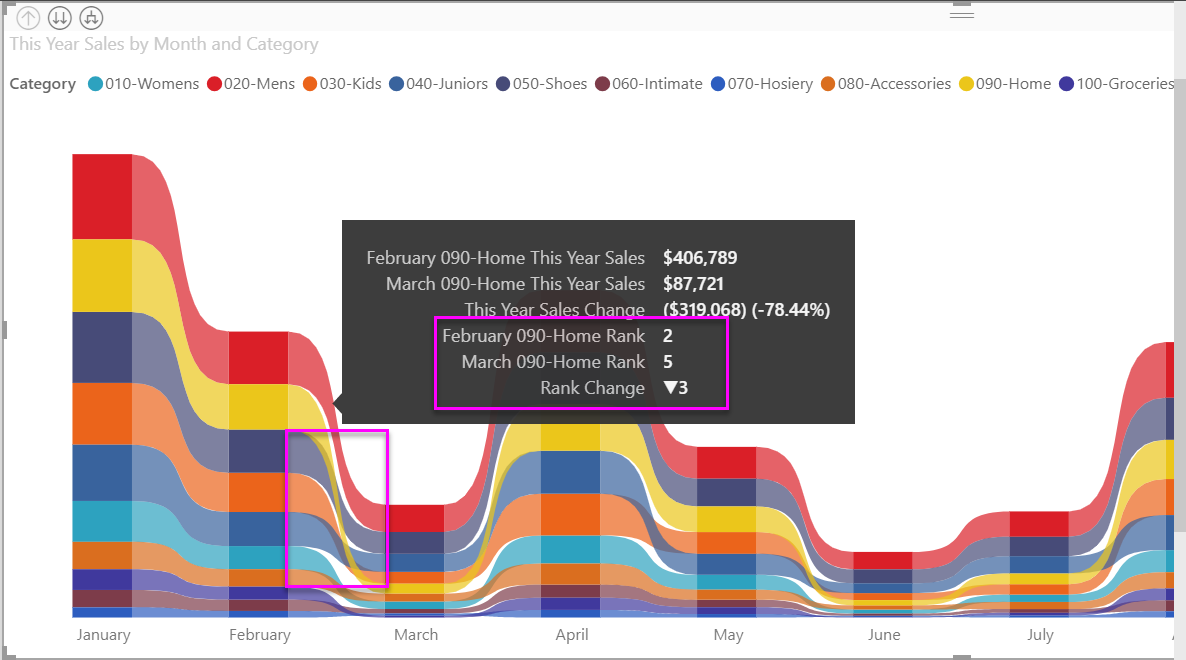 This Year Sales by Month and Category
Category 010-Womens 020-Mens 030-Kids 040-Juniors 050-Shoes 060-Intimate 070-Hosiery 080-Accessories 090-Home 100-Groceries
February 090-Home This Year Sales $406,789
March 090-Home This Year Sales $87,721
This Year Sales Change ($319,068) (-78.44%)
February 090-Home Rank 2
March 090-Home Rank 5
Rank Change ▼3
January February March April May June July